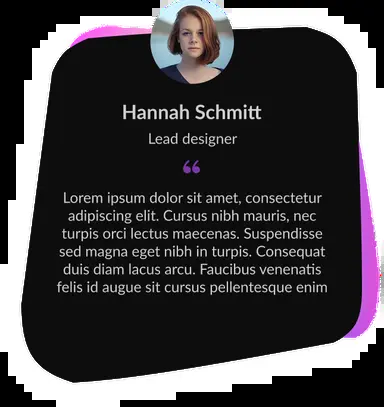 Hannah Schmitt
Lead designer
“
Lorem ipsum dolor sit amet, consectetur
adipiscing elit. Cursus nibh mauris, nec
turpis orci lectus maecenas. Suspendisse
sed magna eget nibh in turpis. Consequat
duis diam lacus arcu. Faucibus venenatis
felis id augue sit cursus pellentesque enim